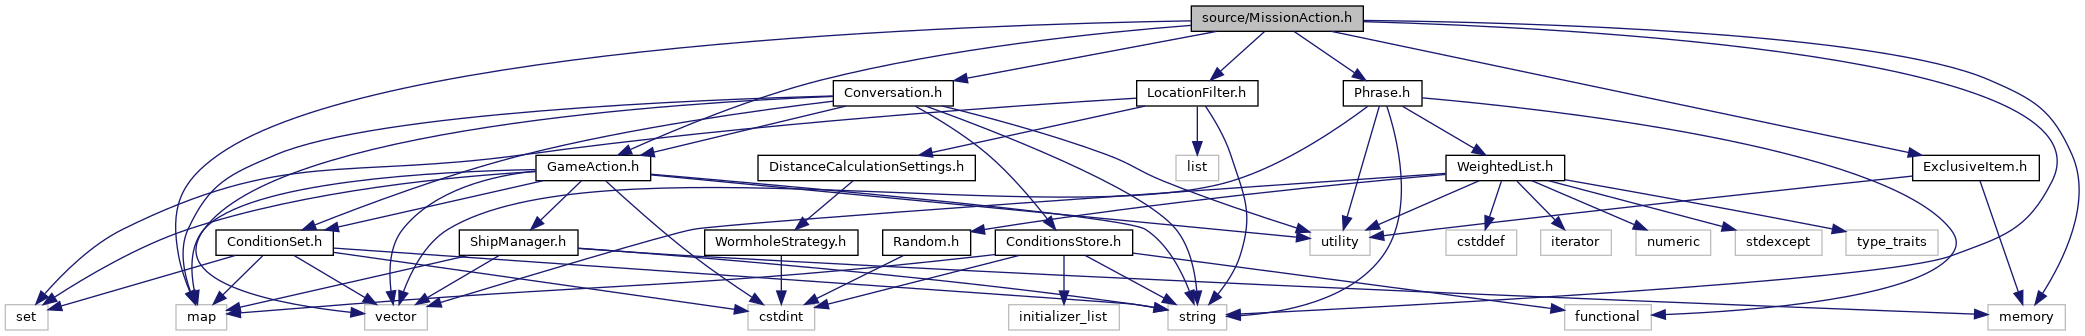 source/MissionAction.h
Conversation.h
LocationFilter.h
Phrase.h
GameAction.h
DistanceCalculationSettings.h
list
WeightedList.h
ExclusiveItem.h
ConditionSet.h
ShipManager.h
WormholeStrategy.h
Random.h
ConditionsStore.h
utility
cstddef
iterator
numeric
stdexcept
type_traits
set
map
vector
cstdint
initializer_list
string
functional
memory